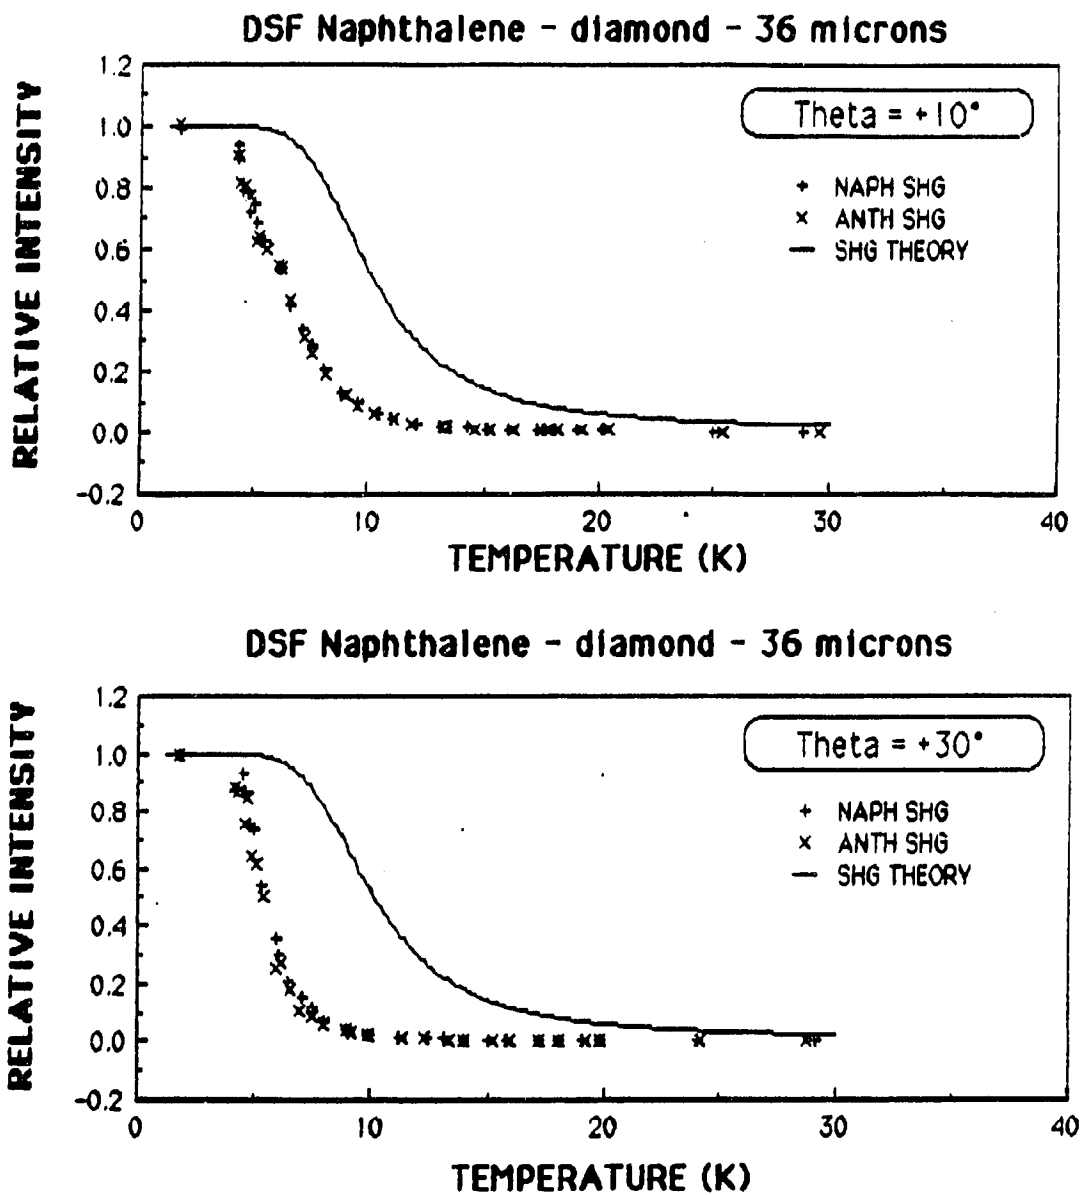 DSF Naphthalene - diamond - 36 microns
RELATIVE INTENSITY
1.2
1.0
0.8
0.6
0.4
0.2
0.0
-0.2
Theta = +10°
+ NAPH SHG
× ANTH SHG
— SHG THEORY
0 10 20 30 40
TEMPERATURE (K)
DSF Naphthalene - diamond - 36 microns
RELATIVE INTENSITY
1.2
1.0
0.8
0.6
0.4
0.2
0.0
-0.2
Theta = +30°
+ NAPH SHG
× ANTH SHG
— SHG THEORY
0 10 20 30 40
TEMPERATURE (K)